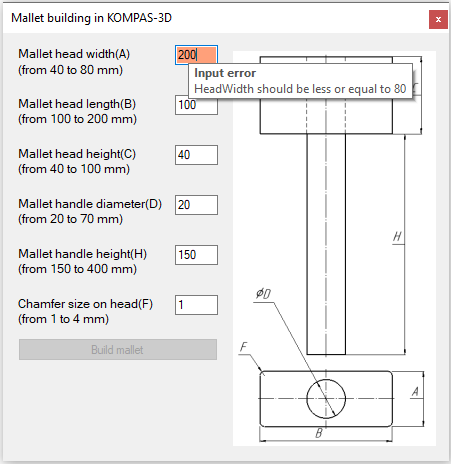 Mallet building in KOMPAS-3D
x
Mallet head width(A)
(from 40 to 80 mm)
200
Input error
HeadWidth should be less or equal to 80
Mallet head length(B)
(from 100 to 200 mm)
100
Mallet head height(C)
(from 40 to 100 mm)
40
Mallet handle diameter(D)
(from 20 to 70 mm)
20
Mallet handle height(H)
(from 150 to 400 mm)
150
Chamfer size on head(F)
(from 1 to 4 mm)
1
Build mallet
H
ØD
F
A
B